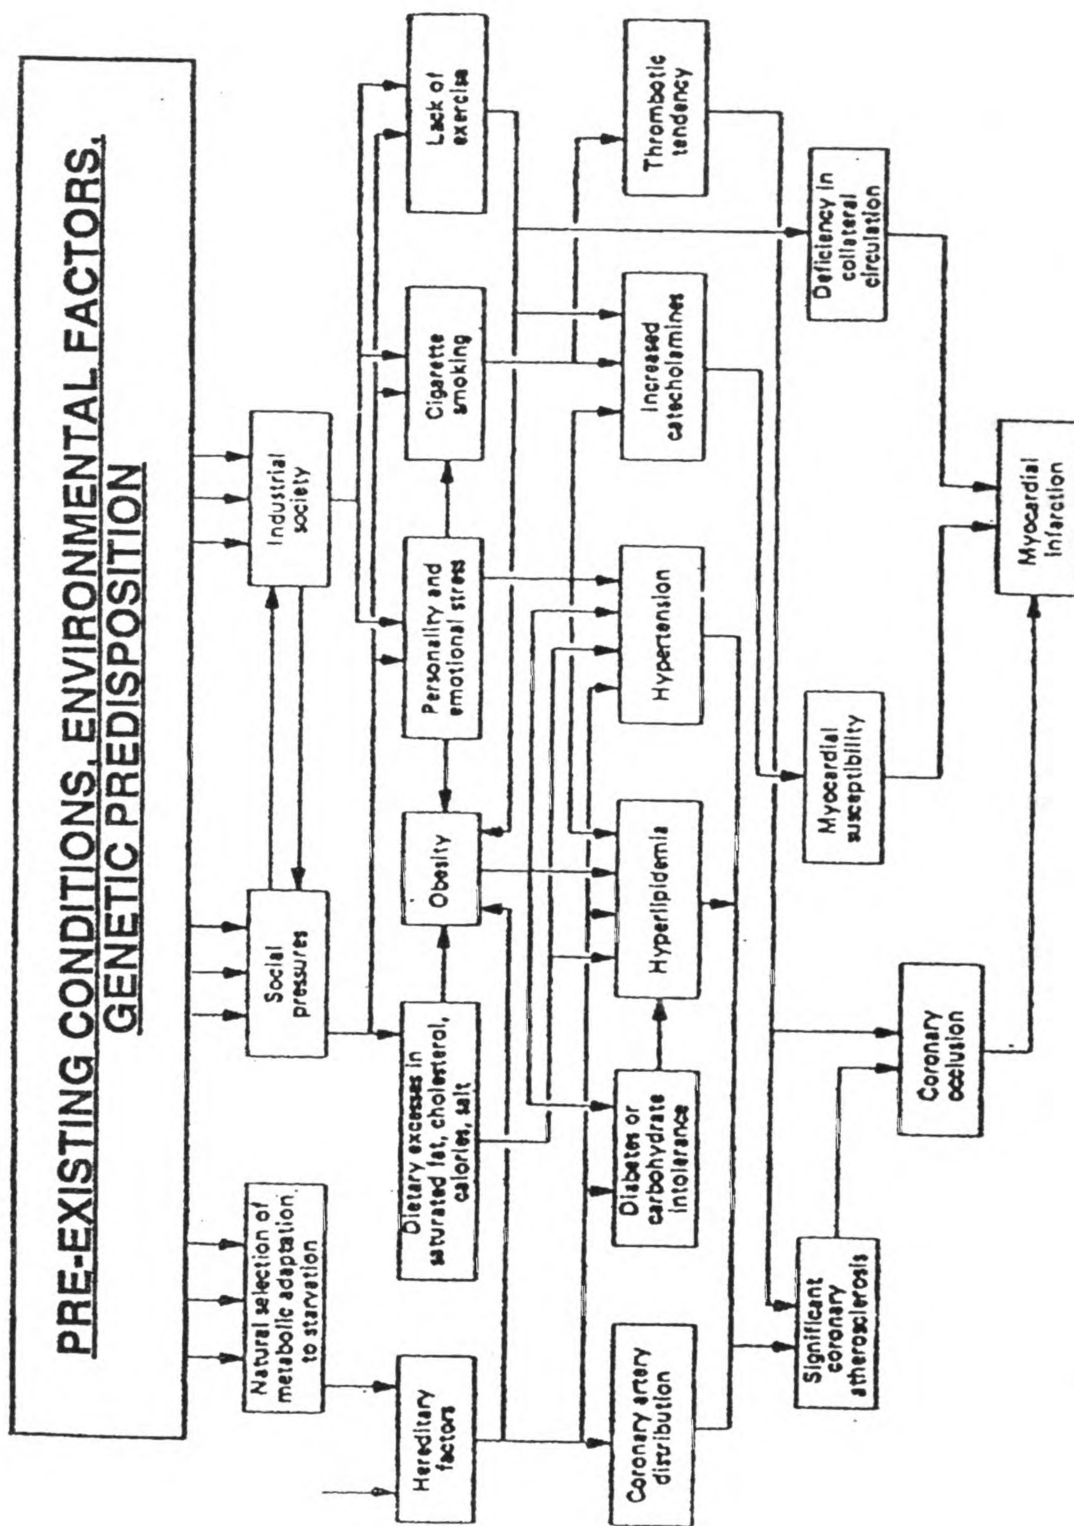 PRE-EXISTING CONDITIONS, ENVIRONMENTAL FACTORS,
GENETIC PREDISPOSITION
Natural selection of
metabolic adaptation
to starvation
Social
pressures
Industrial
society
Hereditary
factors
Dietary excesses in
saturated fat, cholesterol,
calories, salt
Obesity
Personality and
emotional stress
Cigarette
smoking
Lack of
exercise
Coronary artery
distribution
Diabetes or
carbohydrate
intolerance
Hyperlipidemia
Hypertension
Increased
catecholamines
Thrombotic
tendency
Significant
coronary
atherosclerosis
Myocardial
susceptibility
Deficiency in
collateral
circulation
Coronary
occlusion
Myocardial
infarction